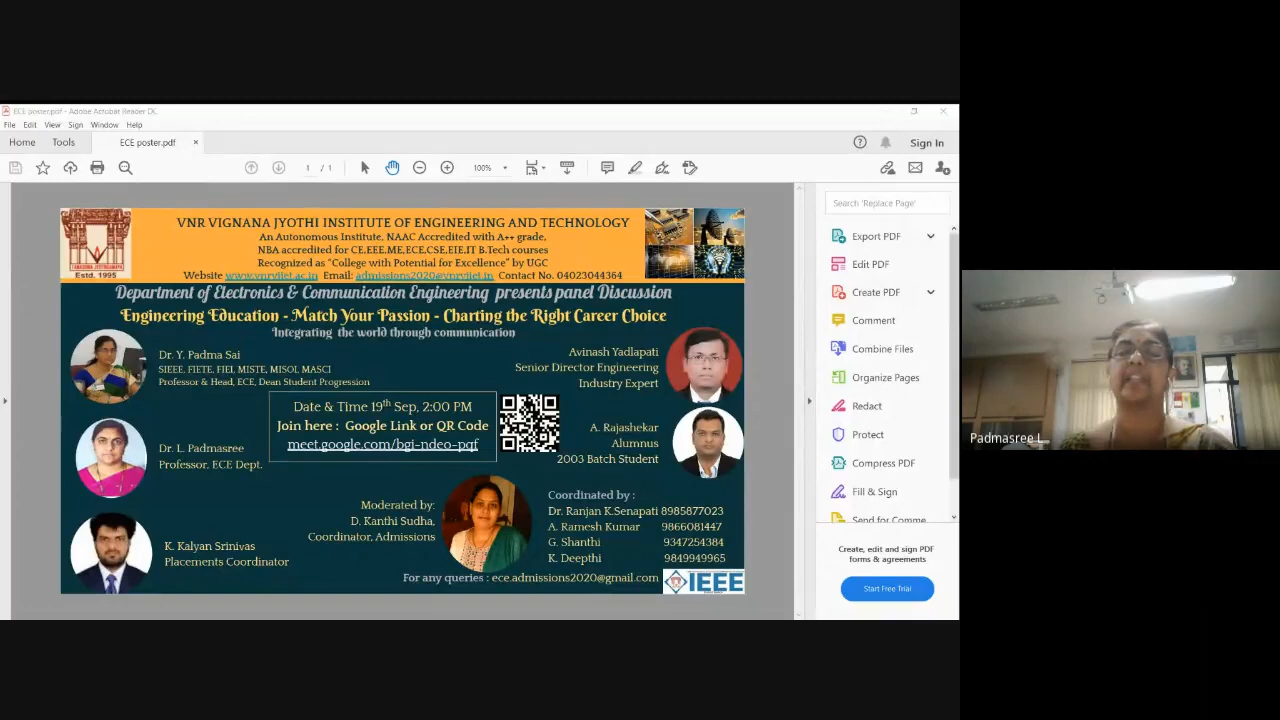 ECE poster.pdf - Adobe Acrobat Reader DC
File Edit View Sign Window Help
Home Tools ECE poster.pdf × Sign In
1 / 1 100%
VNR VIGNANA JYOTHI INSTITUTE OF ENGINEERING AND TECHNOLOGY
An Autonomous Institute, NAAC Accredited with A++ grade,
NBA accredited for CE,EEE,ME,ECE,CSE,EIE,IT B.Tech courses
Recognized as "College with Potential for Excellence" by UGC
Website www.vnrvjiet.ac.in Email: admissions2020@vnrvjiet.in Contact No. 04023044364
Estd. 1995
Department of Electronics & Communication Engineering presents panel Discussion
Engineering Education - Match Your Passion - Charting the Right Career Choice
Integrating the world through communication
Dr. Y. Padma Sai
SIEEE, FIETE, FIEI, MISTE, MISOI, MASCI
Professor & Head, ECE, Dean Student Progression
Avinash Yadlapati
Senior Director Engineering
Industry Expert
Date & Time 19th Sep, 2:00 PM
Join here : Google Link or QR Code
meet.google.com/bgi-ndeo-pqf
A. Rajashekar
Alumnus
2003 Batch Student
Dr. L. Padmasree
Professor, ECE Dept.
Moderated by:
D. Kanthi Sudha,
Coordinator, Admissions
Coordinated by :
Dr. Ranjan K.Senapati 8985877023
A. Ramesh Kumar 9866081447
G. Shanthi 9347254384
K. Deepthi 9849949965
K. Kalyan Srinivas
Placements Coordinator
For any queries : ece.admissions2020@gmail.com
IEEE
Search 'Replace Page'
Export PDF
Edit PDF
Create PDF
Comment
Combine Files
Organize Pages
Redact
Protect
Compress PDF
Fill & Sign
Send for Comme
Create, edit and sign PDF
forms & agreements
Start Free Trial
Padmasree L...